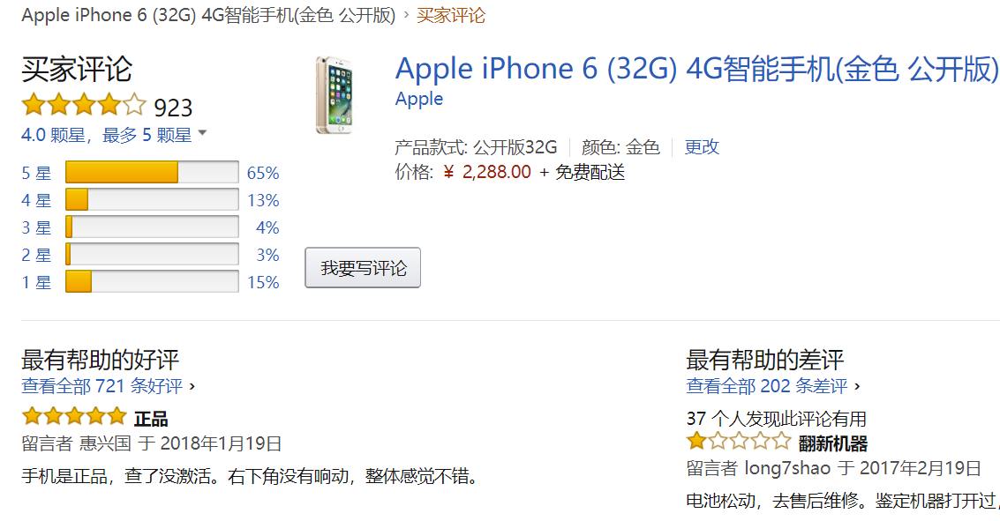 Apple iPhone 6 (32G) 4G智能手机(金色 公开版) › 买家评论
买家评论
923
4.0 颗星，最多 5 颗星
5 星 65%
4 星 13%
3 星 4%
2 星 3%
1 星 15%
Apple iPhone 6 (32G) 4G智能手机(金色 公开版)
Apple
产品款式: 公开版32G 颜色: 金色 更改
价格: ￥ 2,288.00 + 免费配送
我要写评论
最有帮助的好评
查看全部 721 条好评 ›
正品
留言者 惠兴国 于 2018年1月19日
手机是正品，查了没激活。右下角没有响动，整体感觉不错。
最有帮助的差评
查看全部 202 条差评 ›
37 个人发现此评论有用
翻新机器
留言者 long7shao 于 2017年2月19日
电池松动，去售后维修。鉴定机器打开过，